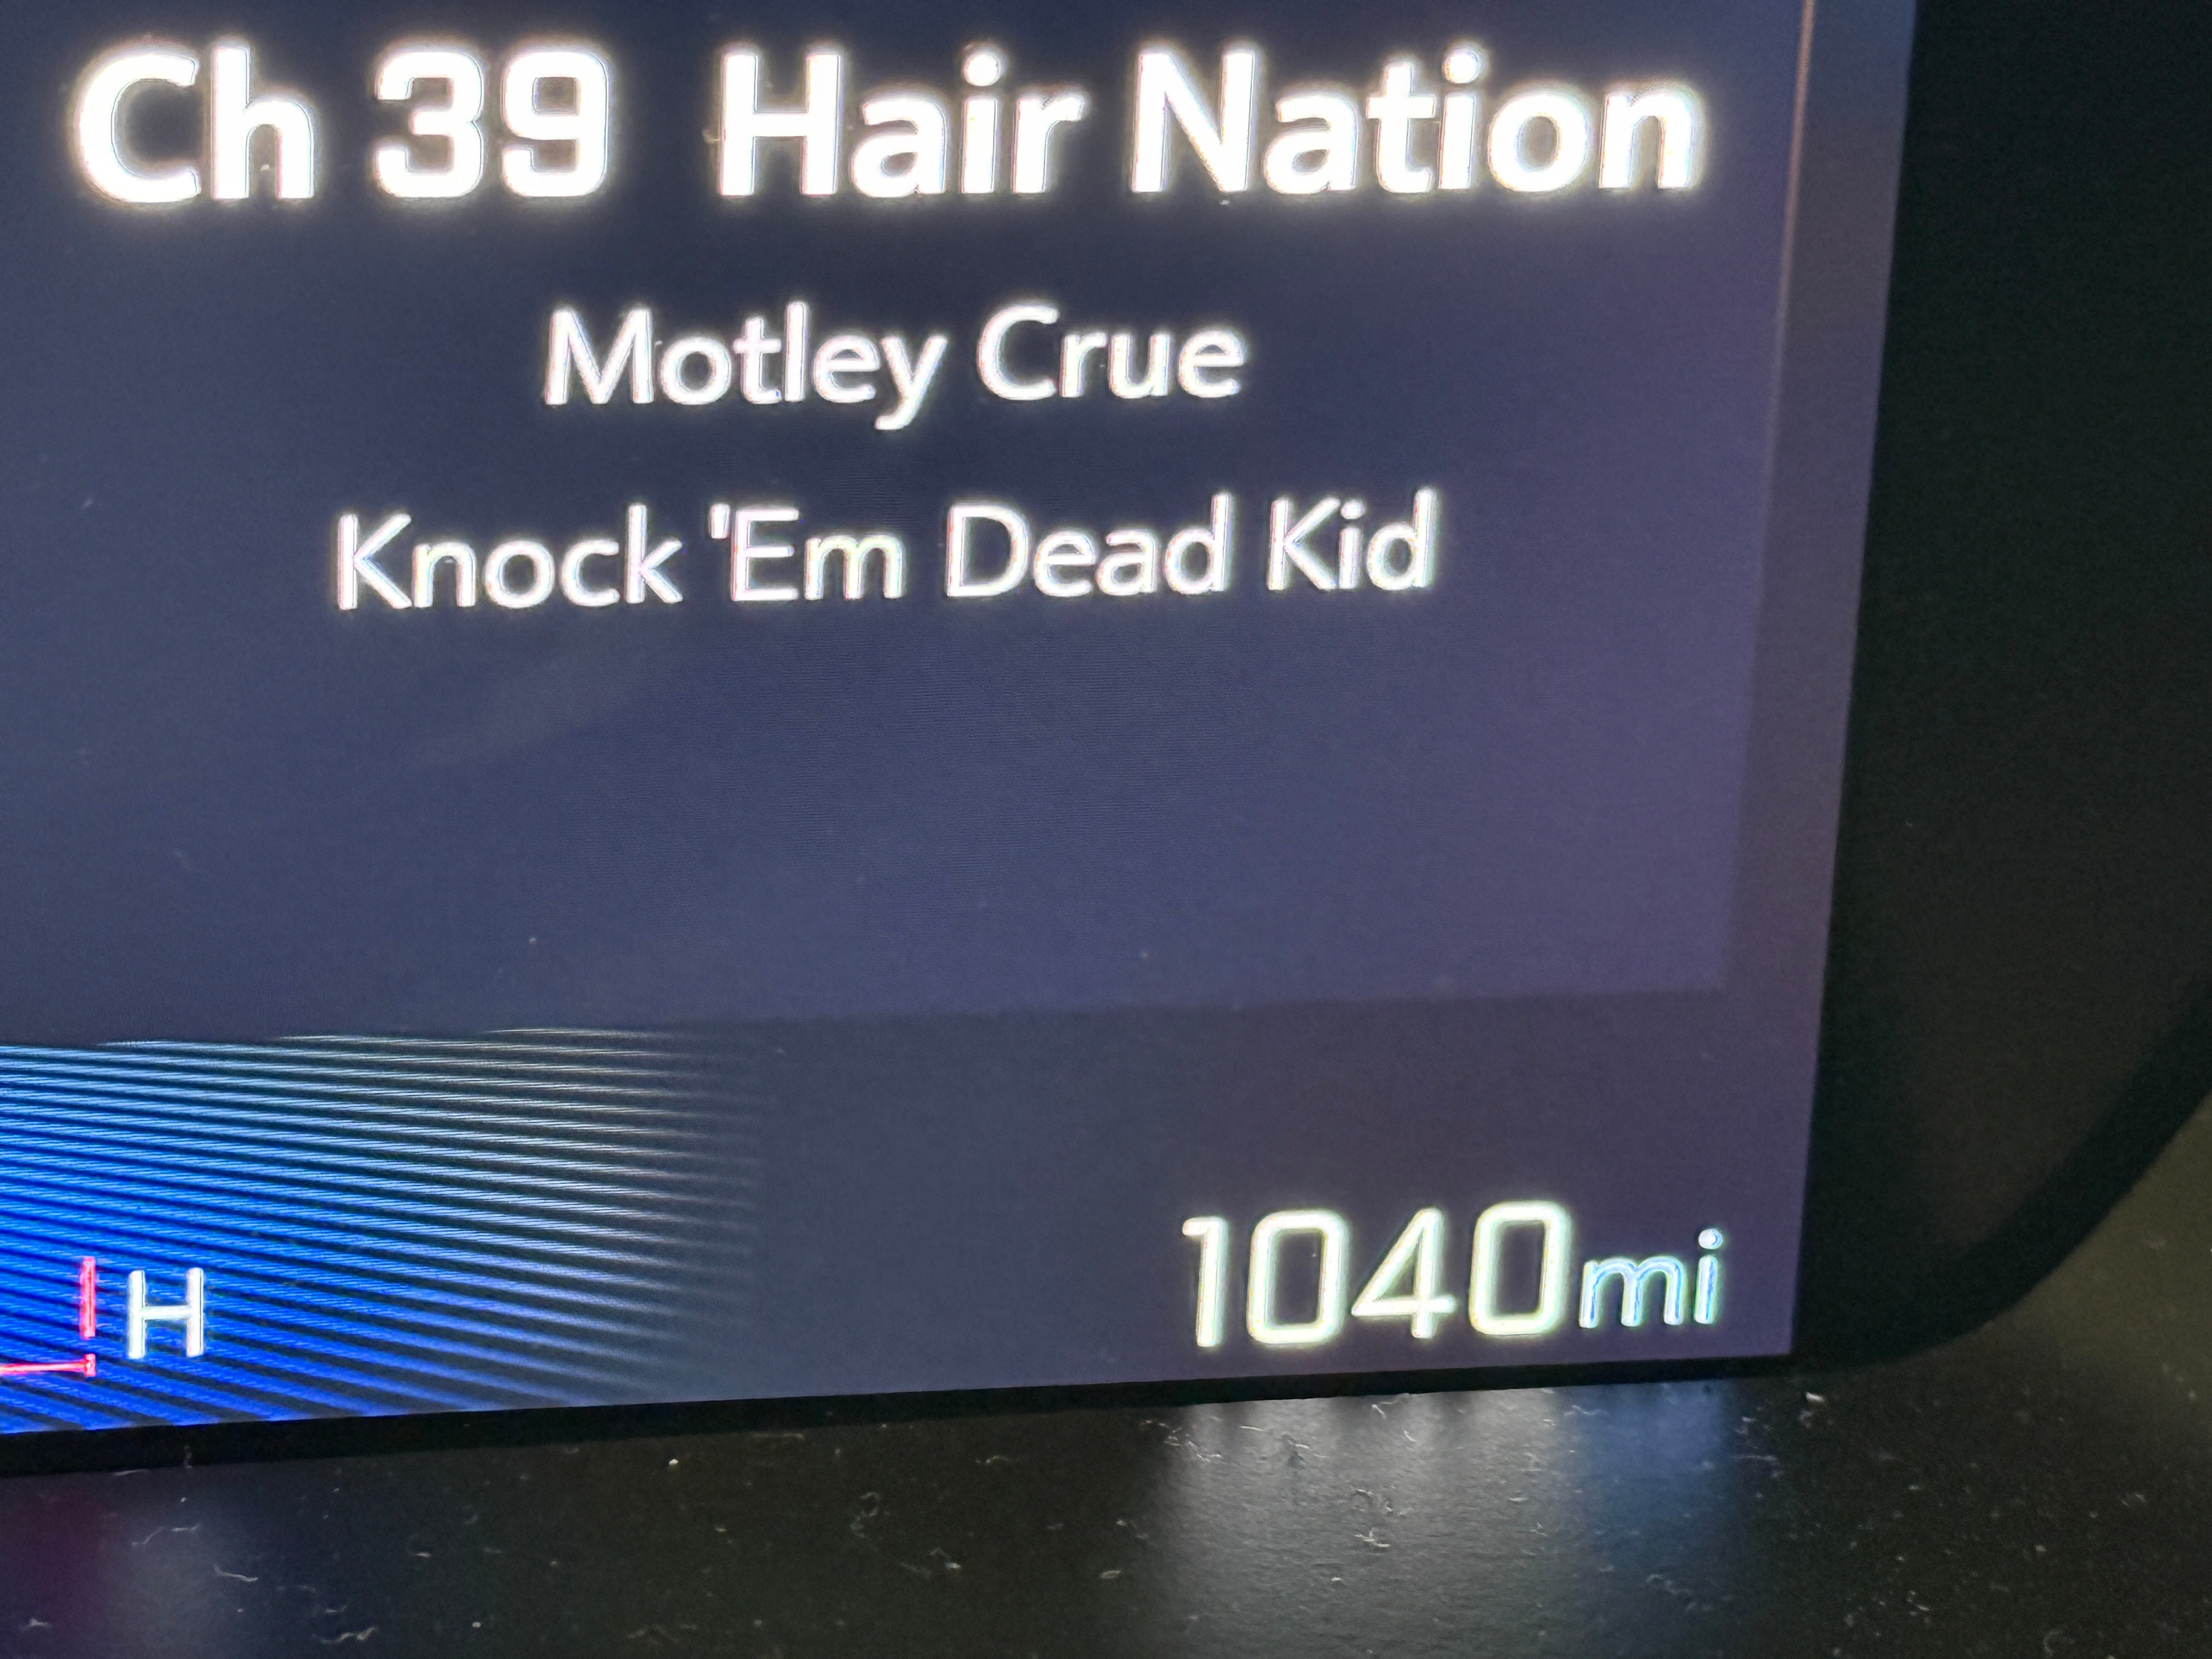 Ch 39 Hair Nation
Motley Crue
Knock 'Em Dead Kid
H
1040mi